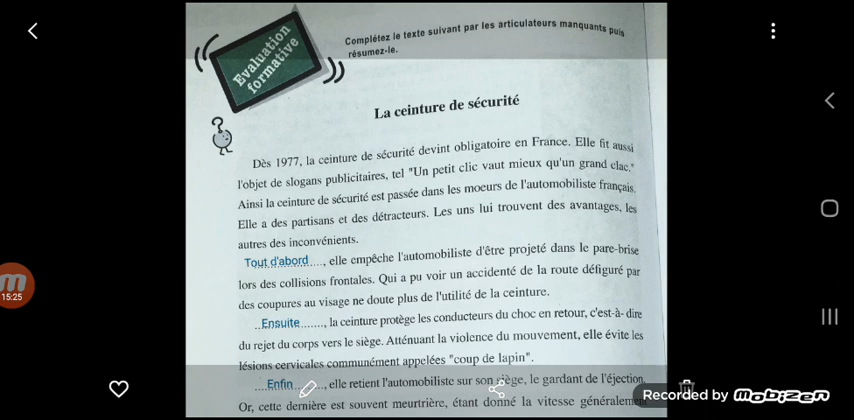 Evaluation
formative
Complétez le texte suivant par les articulateurs manquants puis
résumez-le.
?
La ceinture de sécurité
Dès 1977, la ceinture de sécurité devint obligatoire en France. Elle fit aussi
l'objet de slogans publicitaires, tel "Un petit clic vaut mieux qu'un grand clac."
Ainsi la ceinture de sécurité est passée dans les moeurs de l'automobiliste français.
Elle a des partisans et des détracteurs. Les uns lui trouvent des avantages, les
autres des inconvénients.
Tout d'abord ...., elle empêche l'automobiliste d'être projeté dans le pare-brise
lors des collisions frontales. Qui a pu voir un accidenté de la route défiguré par
des coupures au visage ne doute plus de l'utilité de la ceinture.
..Ensuite ......., la ceinture protège les conducteurs du choc en retour, c'est-à- dire
du rejet du corps vers le siège. Atténuant la violence du mouvement, elle évite les
lésions cervicales communément appelées "coup de lapin".
...Enfin ........, elle retient l'automobiliste sur son siège, le gardant de l'éjection.
Or, cette dernière est souvent meurtrière, étant donné la vitesse généralement
15:25
Recorded by mobizen